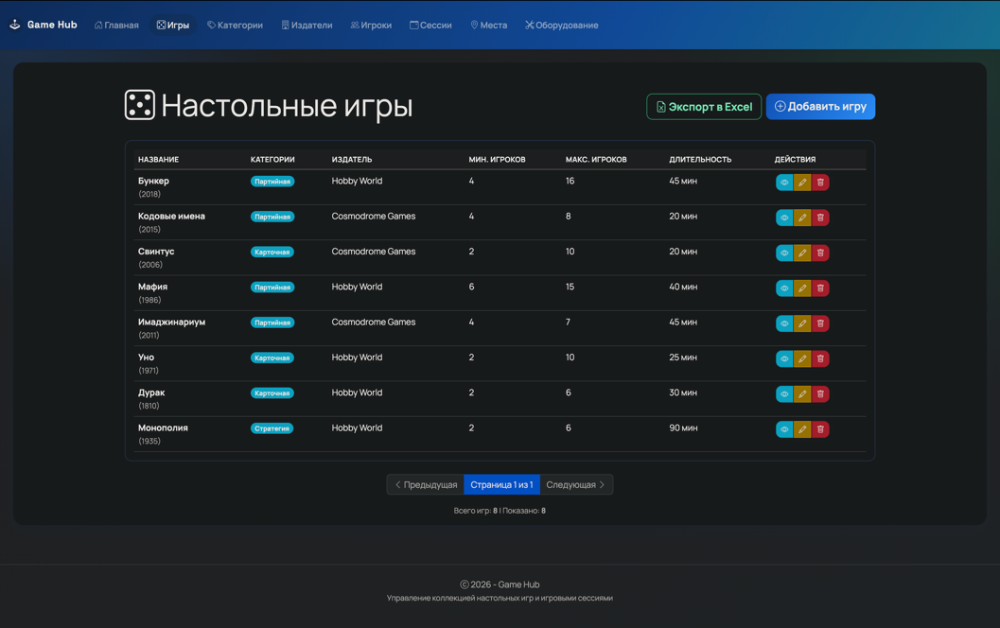 Game Hub Главная Игры Категории Издатели Игроки Сессии Места Оборудование
Настольные игры Экспорт в Excel Добавить игру
НАЗВАНИЕ КАТЕГОРИИ ИЗДАТЕЛЬ МИН. ИГРОКОВ МАКС. ИГРОКОВ ДЛИТЕЛЬНОСТЬ ДЕЙСТВИЯ
Бункер Партийная Hobby World 4 16 45 мин
(2018)
Кодовые имена Партийная Cosmodrome Games 4 8 20 мин
(2015)
Свинтус Карточная Cosmodrome Games 2 10 20 мин
(2006)
Мафия Партийная Hobby World 6 15 40 мин
(1986)
Имаджинариум Партийная Cosmodrome Games 4 7 45 мин
(2011)
Уно Карточная Hobby World 2 10 25 мин
(1971)
Дурак Карточная Hobby World 2 6 30 мин
(1810)
Монополия Стратегия Hobby World 2 6 90 мин
(1935)
Предыдущая Страница 1 из 1 Следующая
Всего игр: 8 | Показано: 8
© 2026 - Game Hub
Управление коллекцией настольных игр и игровыми сессиями